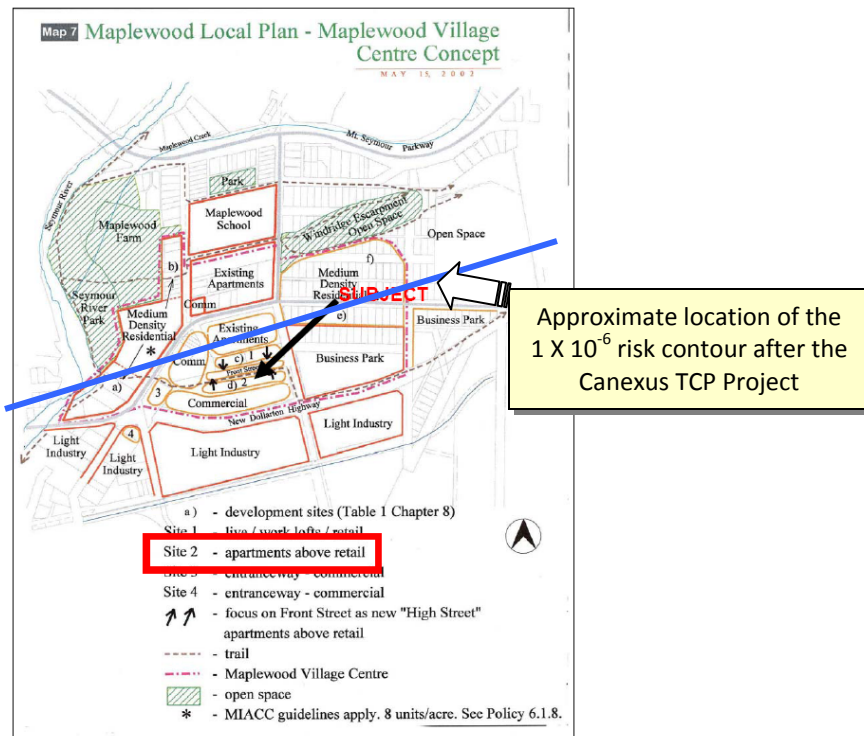 Map 7 Maplewood Local Plan - Maplewood Village
Centre Concept
MAY 15, 2002
Maplewood Creek
Mt. Seymour Parkway
Seymour River
Park
Maplewood
School
Windridge Escarpment
Open Space
Open Space
Maplewood
Farm
b)
Existing
Apartments
f)
Medium
Density
Residential
SUBJECT
Seymour
River
Park
Medium
Density
Residential
*
Comm
e)
Business Park
Existing
Apartments
c) 1
Front Street
d) 2
Comm
Business Park
a)
3
Commercial
New Dollarton Highway
Light
Industry
4
Light
Industry
Light Industry
Light Industry
Approximate location of the
1 X 10⁻⁶ risk contour after the
Canexus TCP Project
a) - development sites (Table 1 Chapter 8)
Site 1 - live / work lofts / retail
Site 2 - apartments above retail
Site 3 - entranceway - commercial
Site 4 - entranceway - commercial
- focus on Front Street as new "High Street"
apartments above retail
- trail
- Maplewood Village Centre
- open space
* - MIACC guidelines apply. 8 units/acre. See Policy 6.1.8.